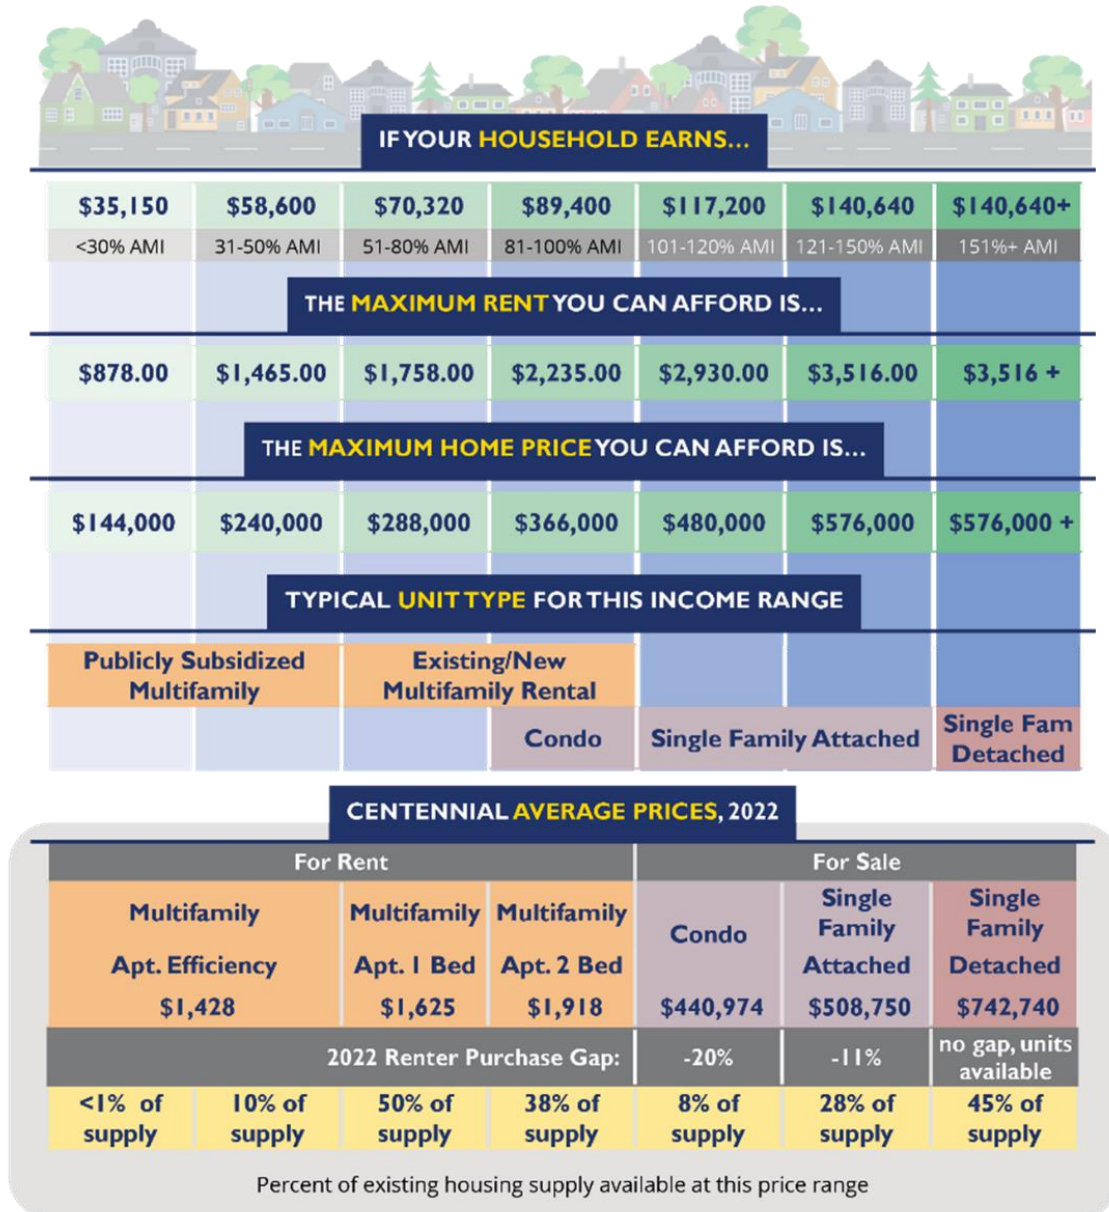 IF YOUR HOUSEHOLD EARNS...
$35,150 $58,600 $70,320 $89,400 $117,200 $140,640 $140,640+
<30% AMI 31-50% AMI 51-80% AMI 81-100% AMI 101-120% AMI 121-150% AMI 151%+ AMI
THE MAXIMUM RENT YOU CAN AFFORD IS...
$878.00 $1,465.00 $1,758.00 $2,235.00 $2,930.00 $3,516.00 $3,516 +
THE MAXIMUM HOME PRICE YOU CAN AFFORD IS...
$144,000 $240,000 $288,000 $366,000 $480,000 $576,000 $576,000 +
TYPICAL UNIT TYPE FOR THIS INCOME RANGE
Publicly Subsidized
Multifamily
Existing/New
Multifamily Rental
Condo
Single Family Attached
Single Fam
Detached
CENTENNIAL AVERAGE PRICES, 2022
For Rent
For Sale
Multifamily
Apt. Efficiency
$1,428
Multifamily
Apt. 1 Bed
$1,625
Multifamily
Apt. 2 Bed
$1,918
Condo
$440,974
Single
Family
Attached
$508,750
Single
Family
Detached
$742,740
2022 Renter Purchase Gap:
-20%
-11%
no gap, units
available
<1% of
supply
10% of
supply
50% of
supply
38% of
supply
8% of
supply
28% of
supply
45% of
supply
Percent of existing housing supply available at this price range